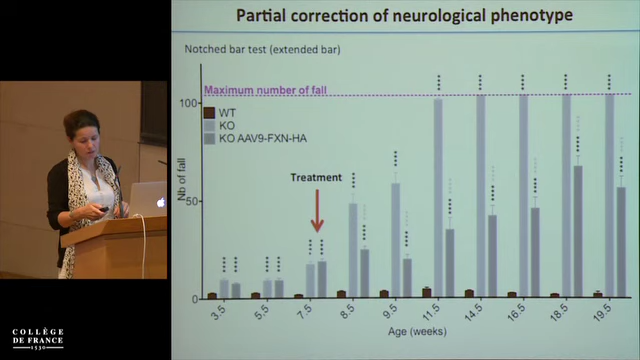 Partial correction of neurological phenotype
Notched bar test (extended bar)
Maximum number of fall
100
WT
KO
KO AAV9-FXN-HA
Nb of fall
Treatment
50
0
3.5 5.5 7.5 8.5 9.5 11.5 14.5 16.5 18.5 19.5
Age (weeks)
COLLÈGE
DE FRANCE
1530